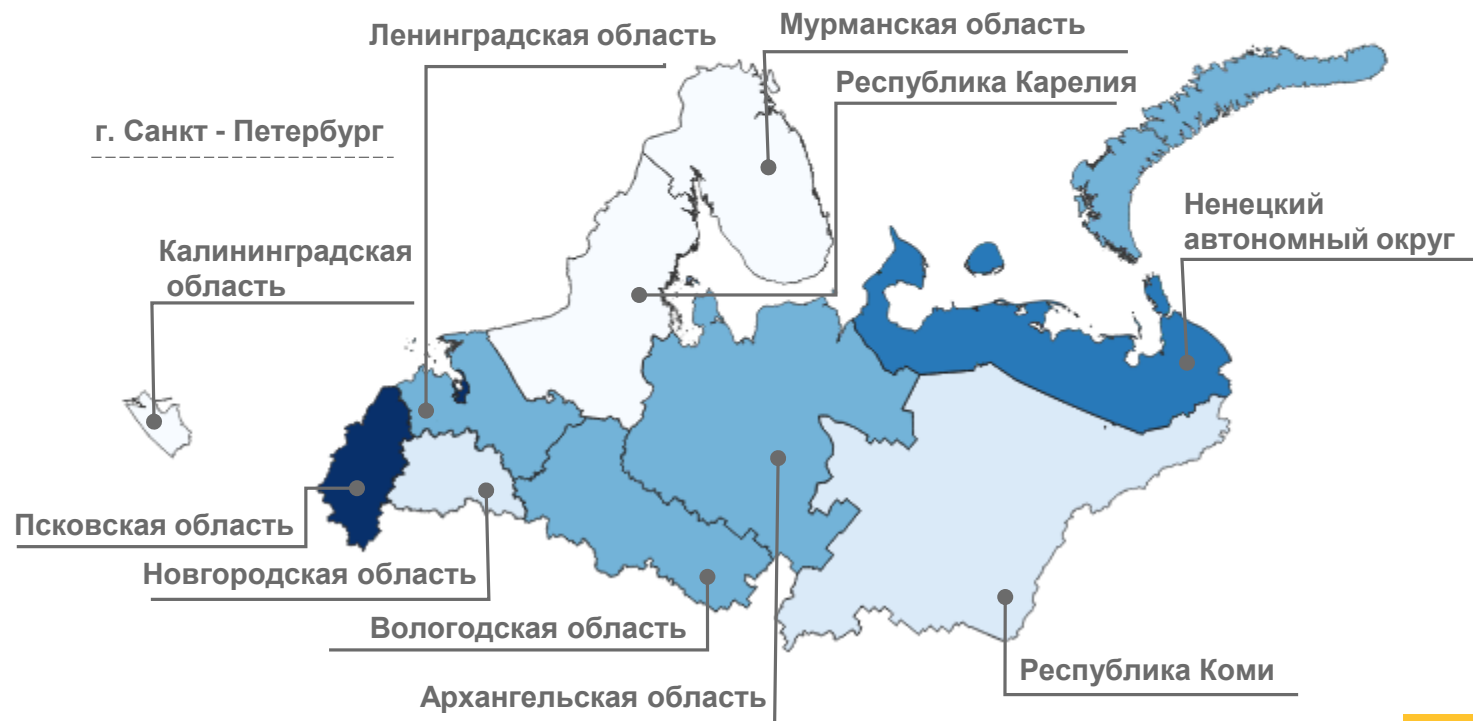 Ленинградская область
Мурманская область
Республика Карелия
г. Санкт - Петербург
Ненецкий
автономный округ
Калининградская
область
Псковская область
Новгородская область
Вологодская область
Республика Коми
Архангельская область